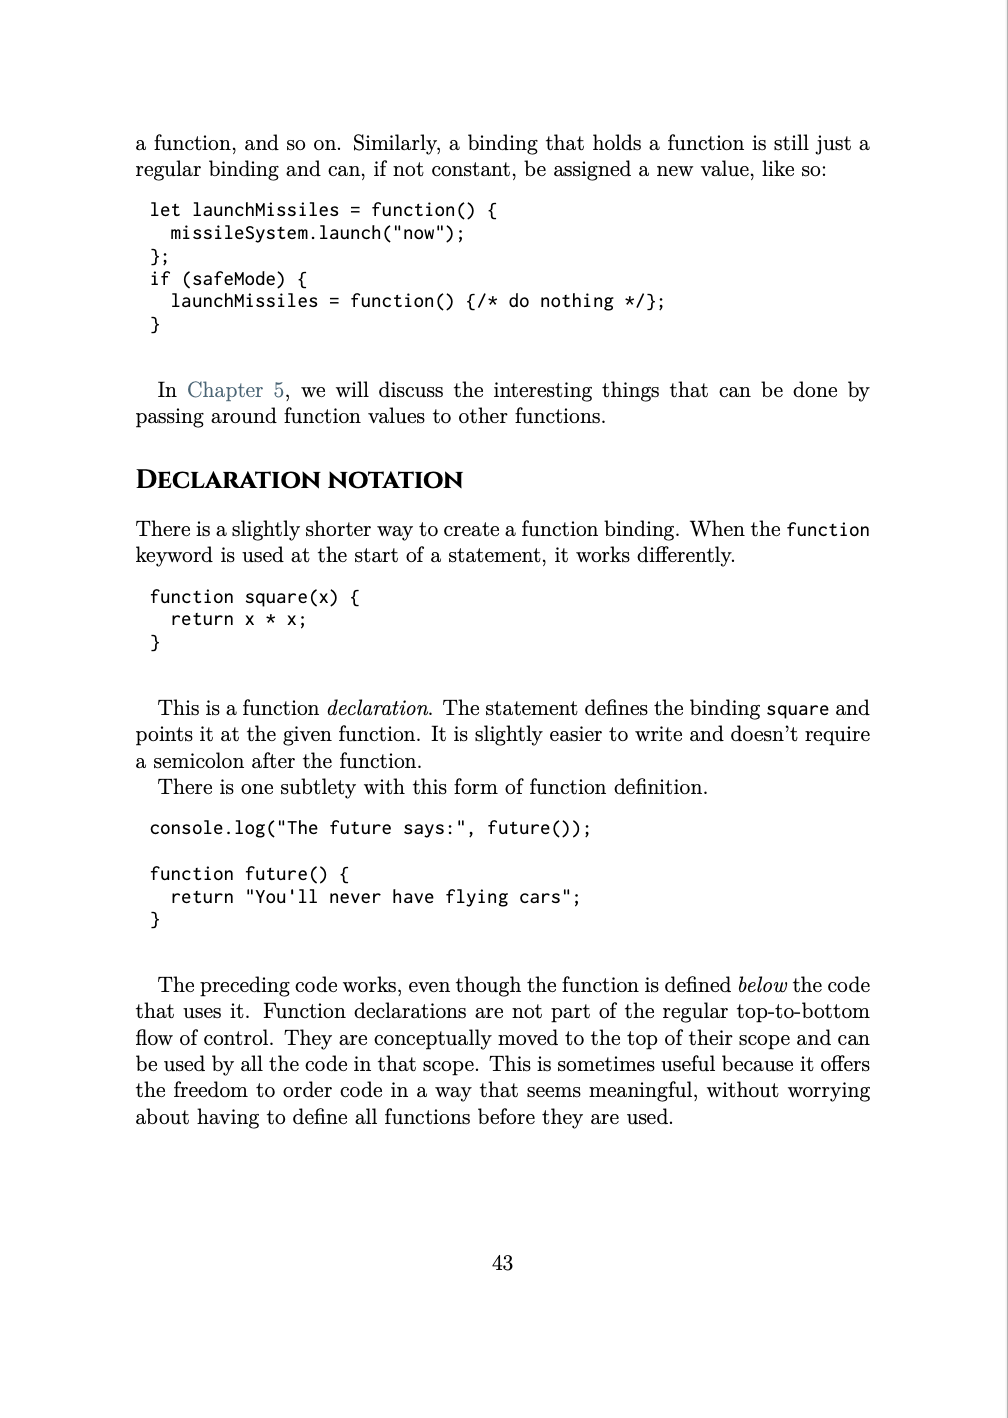 a function, and so on. Similarly, a binding that holds a function is still just a
regular binding and can, if not constant, be assigned a new value, like so:
let launchMissiles = function() {
  missileSystem.launch("now");
};
if (safeMode) {
  launchMissiles = function() {/* do nothing */};
}
In Chapter 5, we will discuss the interesting things that can be done by
passing around function values to other functions.
Declaration notation
There is a slightly shorter way to create a function binding. When the function
keyword is used at the start of a statement, it works differently.
function square(x) {
  return x * x;
}
This is a function declaration. The statement defines the binding square and
points it at the given function. It is slightly easier to write and doesn’t require
a semicolon after the function.
There is one subtlety with this form of function definition.
console.log("The future says:", future());
function future() {
  return "You'll never have flying cars";
}
The preceding code works, even though the function is defined below the code
that uses it. Function declarations are not part of the regular top-to-bottom
flow of control. They are conceptually moved to the top of their scope and can
be used by all the code in that scope. This is sometimes useful because it offers
the freedom to order code in a way that seems meaningful, without worrying
about having to define all functions before they are used.
43